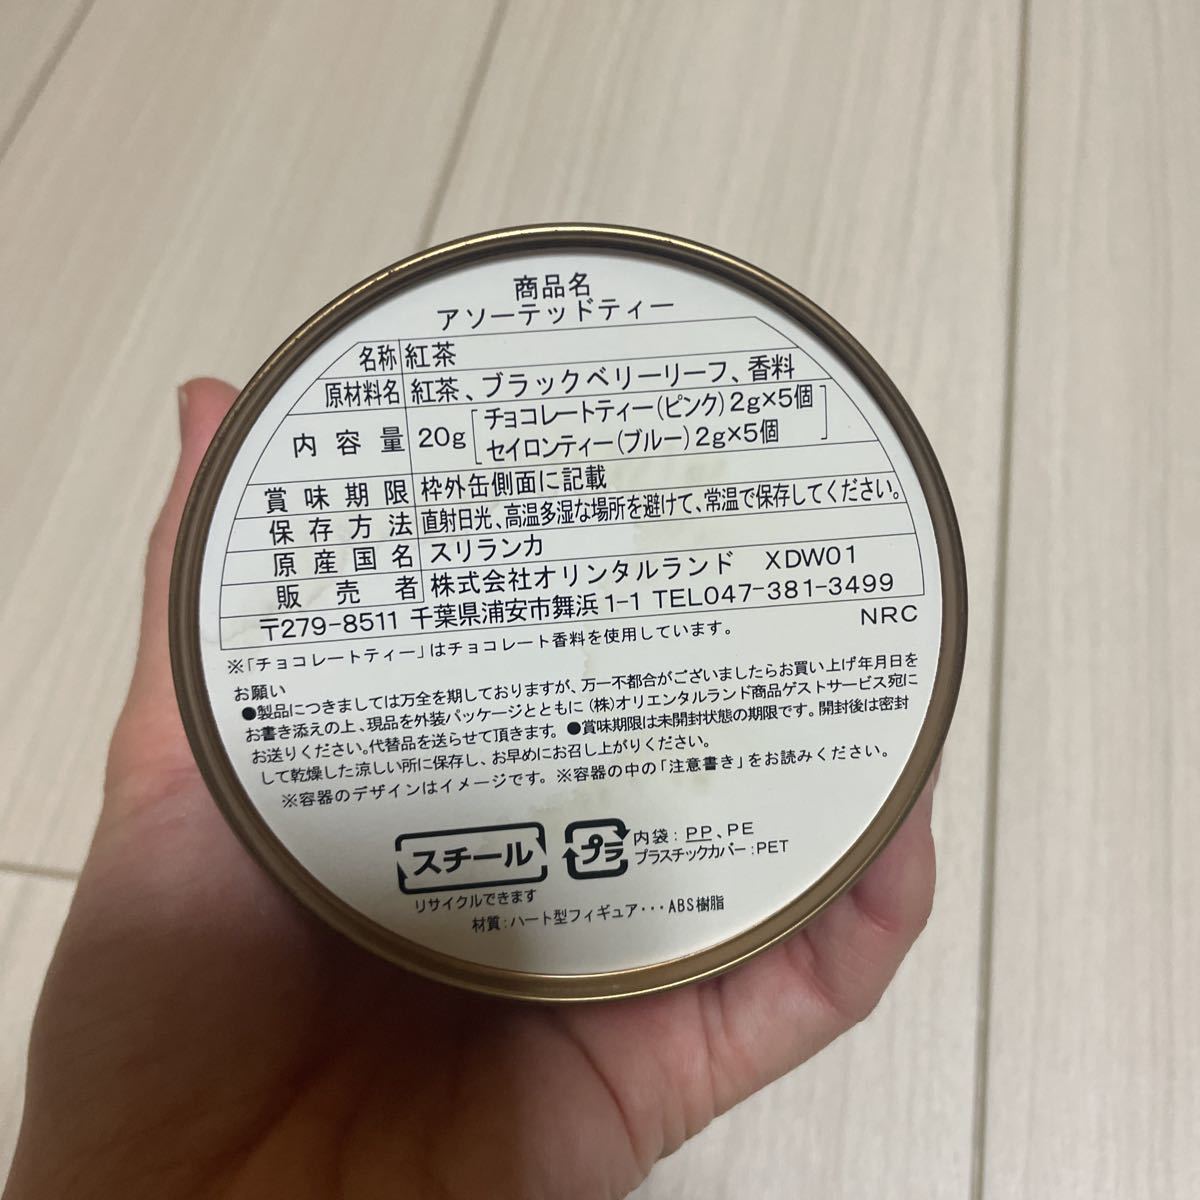 商品名
アソーテッドティー
名称 紅茶
原材料名 紅茶、ブラックベリーリーフ、香料
内容量 20g [チョコレートティー(ピンク)2g×5個
セイロンティー(ブルー)2g×5個]
賞味期限 枠外缶側面に記載
保存方法 直射日光、高温多湿な場所を避けて、常温で保存してください。
原産国名 スリランカ
販売者 株式会社オリンタルランド XDW01
〒279-8511 千葉県浦安市舞浜1-1 TEL047-381-3499
NRC
※「チョコレートティー」はチョコレート香料を使用しています。
お願い
●製品につきましては万全を期しておりますが、万一不都合がございましたらお買い上げ年月日を
お書き添えの上、現品を外装パッケージとともに(株)オリエンタルランド商品ゲストサービス宛に
お送りください。代替品を送らせて頂きます。●賞味期限は未開封状態の期限です。開封後は密封
して乾燥した涼しい所に保存し、お早めにお召し上がりください。
※容器のデザインはイメージです。※容器の中の「注意書き」をお読みください。
スチール
リサイクルできます
プラ
内袋:PP、PE
プラスチックカバー:PET
材質:ハート型フィギュア・・・ABS樹脂